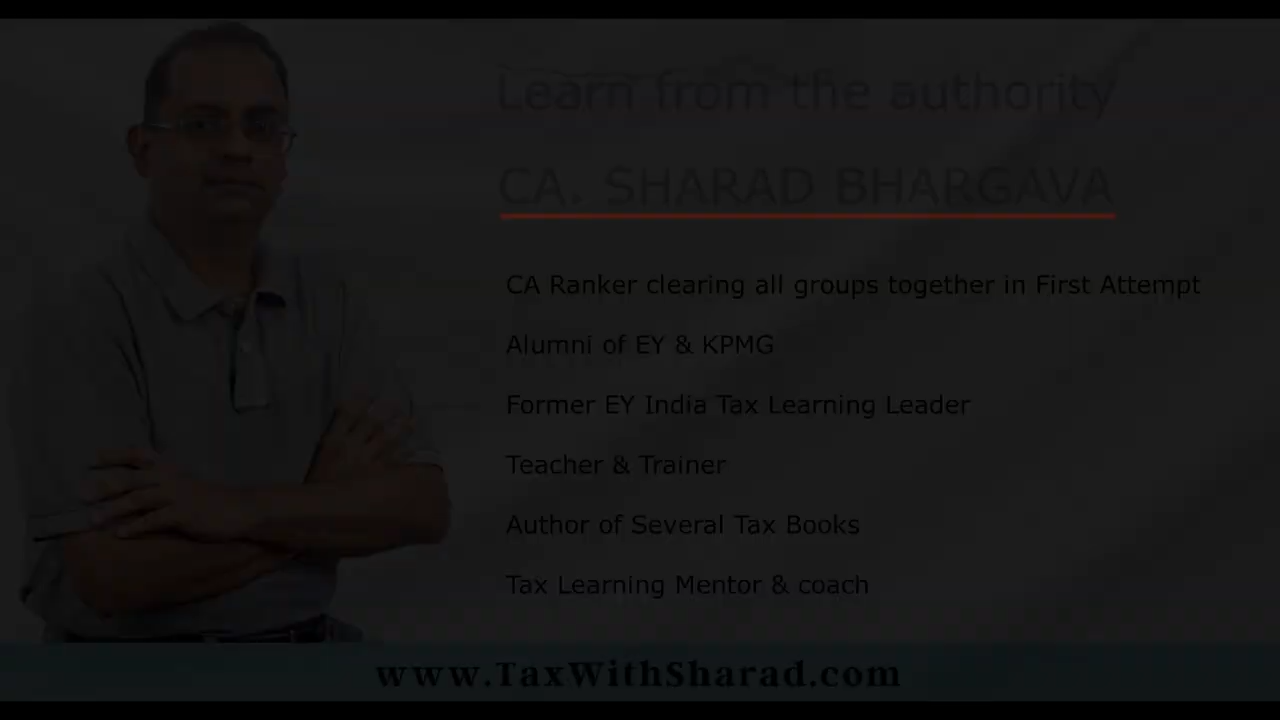 Learn from the authority
CA. SHARAD BHARGAVA
CA Ranker clearing all groups together in First Attempt
Alumni of EY & KPMG
Former EY India Tax Learning Leader
Teacher & Trainer
Author of Several Tax Books
Tax Learning Mentor & coach
www.TaxWithSharad.com